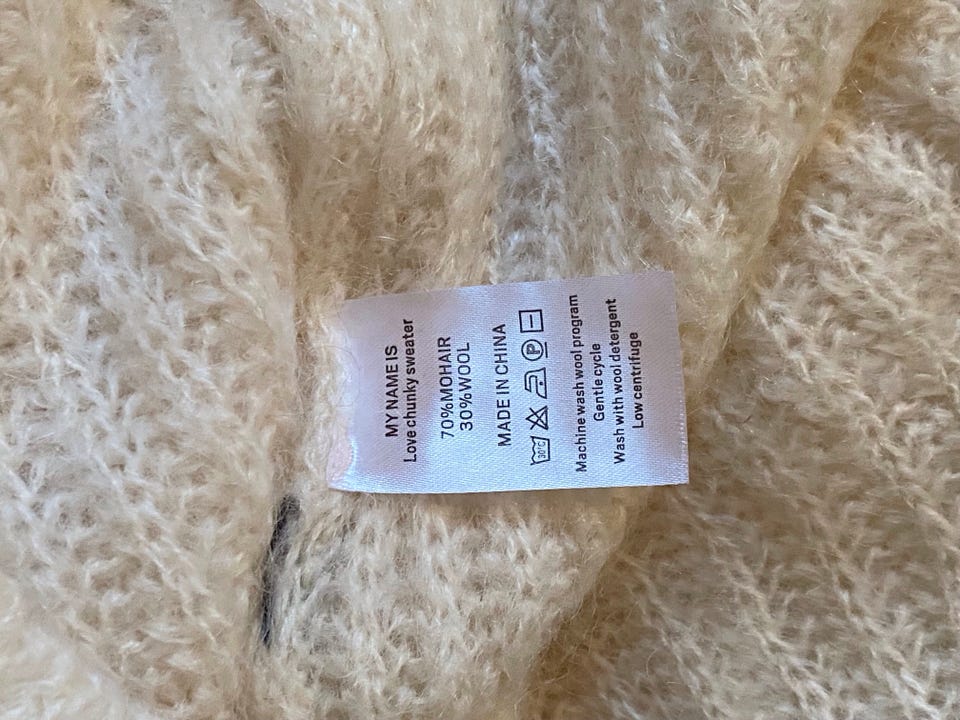 MY NAME IS
Love chunky sweater
70%MOHAIR
30%WOOL
MADE IN CHINA
30°C P
Machine wash wool program
Gentle cycle
Wash with wool detergent
Low centrifuge